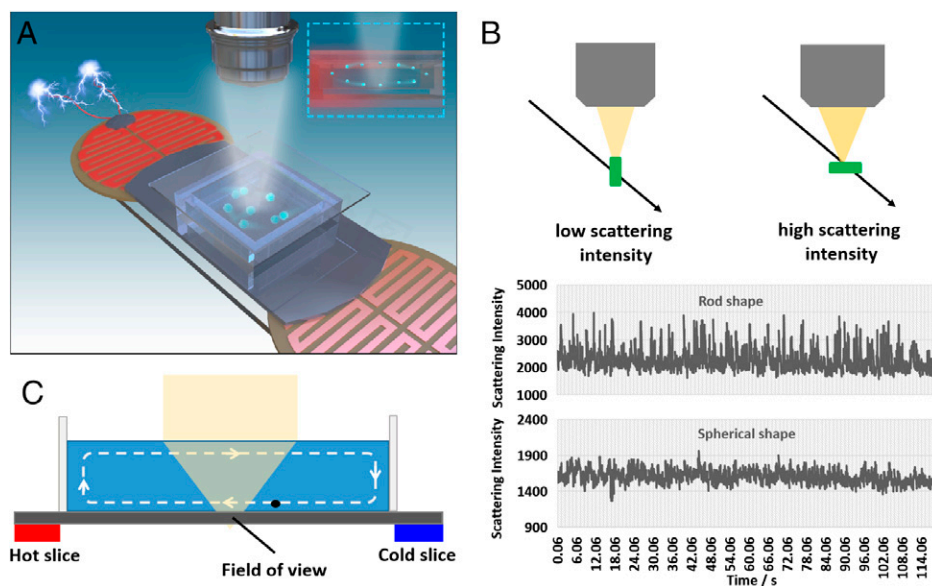 A
B
low scattering
intensity
high scattering
intensity
Scattering Intensity
5000
4000
3000
2000
1000
Rod shape
Scattering Intensity
2400
1900
1400
900
Spherical shape
0.06
6.06
12.06
18.06
24.06
30.06
36.06
42.06
48.06
54.06
60.06
66.06
72.06
78.06
84.06
90.06
96.06
102.06
108.06
114.06
Time / s
C
Hot slice
Field of view
Cold slice